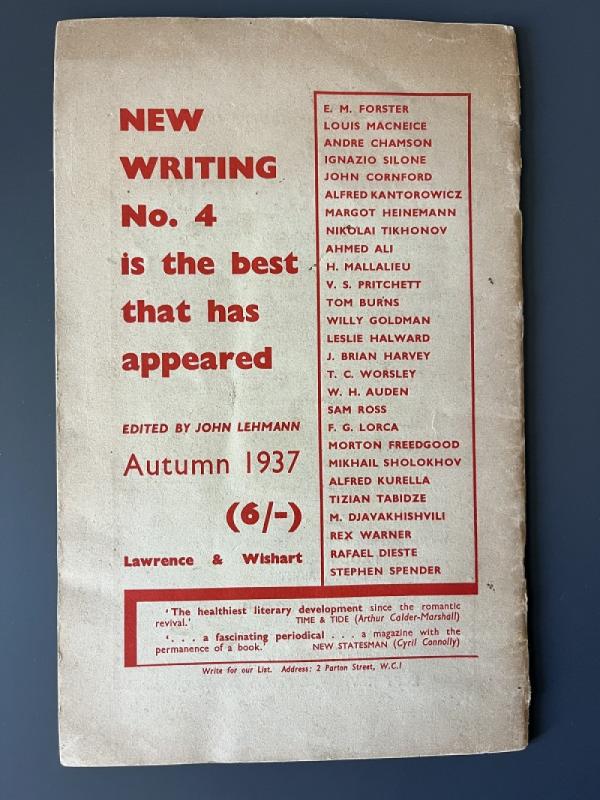 NEW
WRITING
No. 4
is the best
that has
appeared
EDITED BY JOHN LEHMANN
Autumn 1937
(6/-)
Lawrence & Wishart
E. M. FORSTER
LOUIS MACNEICE
ANDRE CHAMSON
IGNAZIO SILONE
JOHN CORNFORD
ALFRED KANTOROWICZ
MARGOT HEINEMANN
NIKOLAI TIKHONOV
AHMED ALI
H. MALLALIEU
V. S. PRITCHETT
TOM BURNS
WILLY GOLDMAN
LESLIE HALWARD
J. BRIAN HARVEY
T. C. WORSLEY
W. H. AUDEN
SAM ROSS
F. G. LORCA
MORTON FREEDGOOD
MIKHAIL SHOLOKHOV
ALFRED KURELLA
TIZIAN TABIDZE
M. DJAVAKHISHVILI
REX WARNER
RAFAEL DIESTE
STEPHEN SPENDER
'The healthiest literary development since the romantic
revival.' TIME & TIDE (Arthur Calder-Marshall)
'. . . a fascinating periodical . . . a magazine with the
permanence of a book.' NEW STATESMAN (Cyril Connolly)
Write for our List. Address: 2 Parton Street, W.C.1